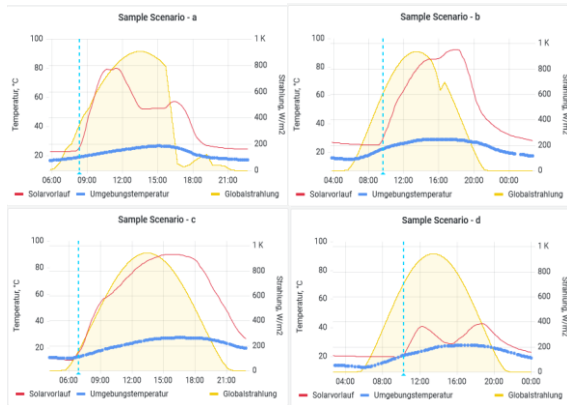 Sample Scenario - a
Temperatur, °C
100
80
60
40
20
1 K
800
600
400
200
0
Strahlung, W/m2
06:00 09:00 12:00 15:00 18:00 21:00
Solarvorlauf Umgebungstemperatur Globalstrahlung
Sample Scenario - b
Temperatur, °C
100
80
60
40
20
1 K
800
600
400
200
0
Strahlung, W/m2
04:00 08:00 12:00 16:00 20:00 00:00
Solarvorlauf Umgebungstemperatur Globalstrahlung
Sample Scenario - c
Temperatur, °C
100
80
60
40
20
1 K
800
600
400
200
0
Strahlung, W/m2
06:00 09:00 12:00 15:00 18:00 21:00
Solarvorlauf Umgebungstemperatur Globalstrahlung
Sample Scenario - d
Temperatur, °C
100
80
60
40
20
1 K
800
600
400
200
0
Strahlung, W/m2
04:00 08:00 12:00 16:00 20:00 00:00
Solarvorlauf Umgebungstemperatur Globalstrahlung